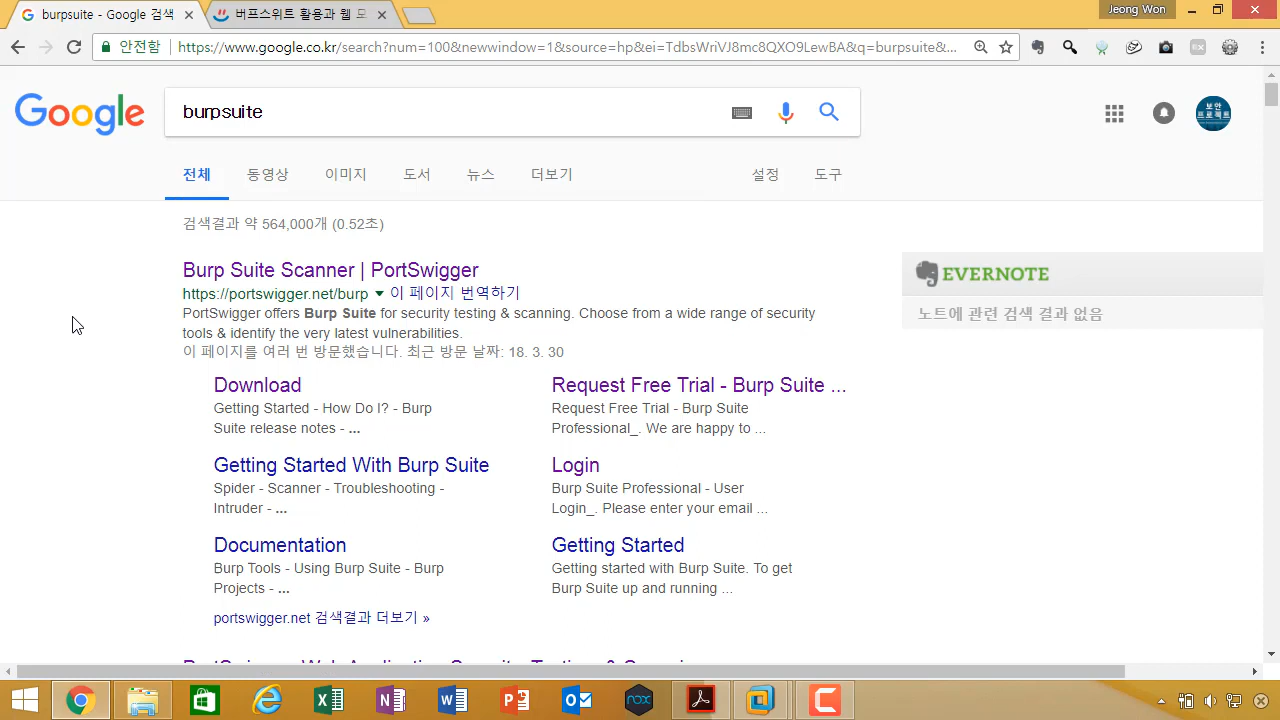 burpsuite - Google 검색
버프스위트 활용과 웹 모
Jeong Won
안전함
https://www.google.co.kr/search?num=100&newwindow=1&source=hp&ei=TdbsWriVJ8mc8QXO9LewBA&q=burpsuite&...
Google
burpsuite
보안
프로젝트
전체
동영상
이미지
도서
뉴스
더보기
설정
도구
검색결과 약 564,000개 (0.52초)
Burp Suite Scanner | PortSwigger
https://portswigger.net/burp ▼ 이 페이지 번역하기
PortSwigger offers Burp Suite for security testing & scanning. Choose from a wide range of security
tools & identify the very latest vulnerabilities.
이 페이지를 여러 번 방문했습니다. 최근 방문 날짜: 18. 3. 30
EVERNOTE
노트에 관련 검색 결과 없음
Download
Getting Started - How Do I? - Burp
Suite release notes - ...
Request Free Trial - Burp Suite ...
Request Free Trial - Burp Suite
Professional_. We are happy to ...
Getting Started With Burp Suite
Spider - Scanner - Troubleshooting -
Intruder - ...
Login
Burp Suite Professional - User
Login_. Please enter your email ...
Documentation
Burp Tools - Using Burp Suite - Burp
Projects - ...
Getting Started
Getting started with Burp Suite. To get
Burp Suite up and running ...
portswigger.net 검색결과 더보기 »
nox